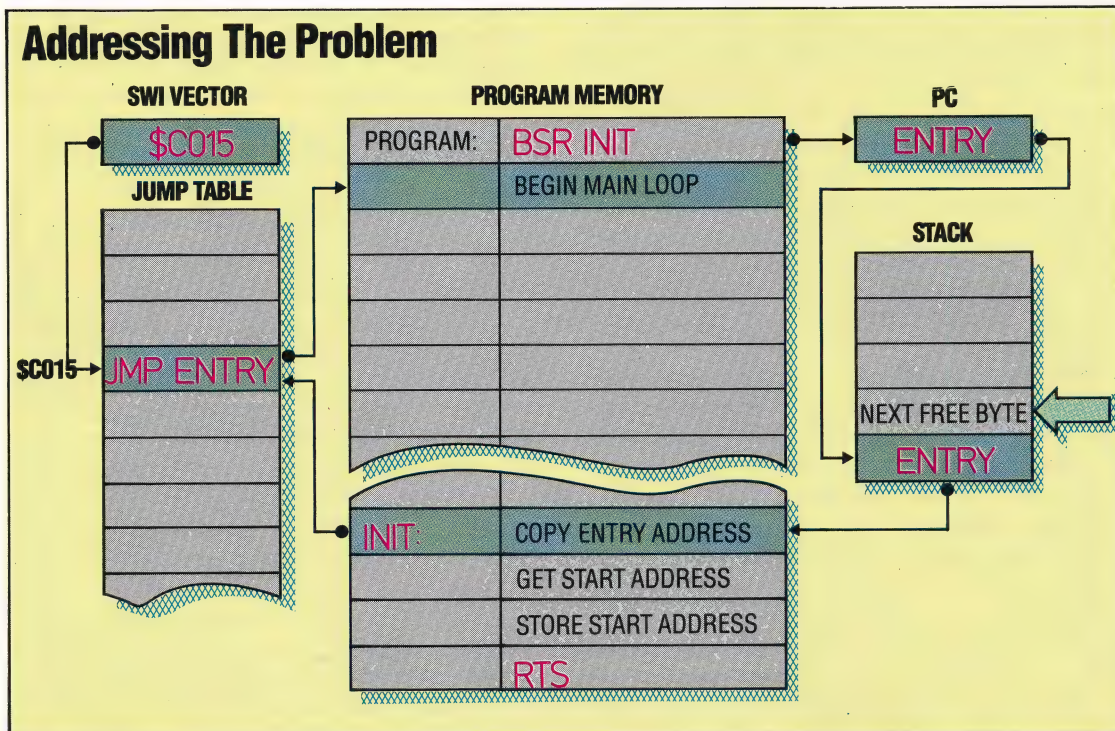 Addressing The Problem
SWI VECTOR
$C015
JUMP TABLE
$C015
JMP ENTRY
PROGRAM MEMORY
PROGRAM: BSR INIT
BEGIN MAIN LOOP
INIT: COPY ENTRY ADDRESS
GET START ADDRESS
STORE START ADDRESS
RTS
PC
ENTRY
STACK
NEXT FREE BYTE
ENTRY